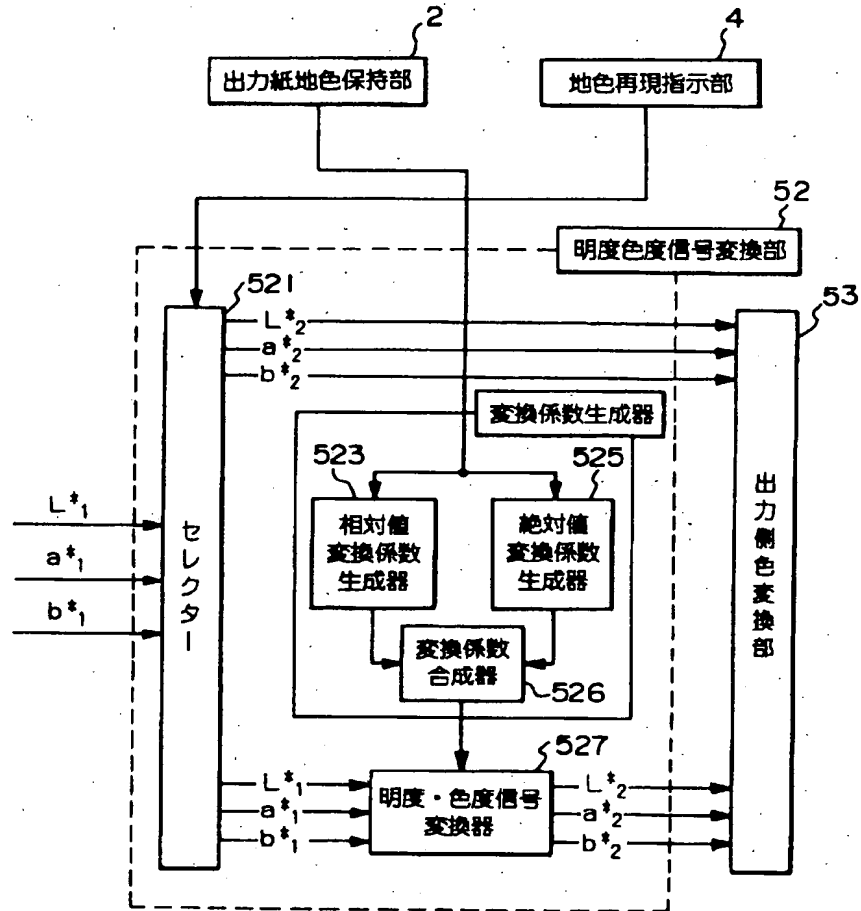 2
4
出力紙地色保持部
地色再現指示部
52
明度色度信号変換部
521
53
L*2
a*2
b*2
変換係数生成器
523
525
相対値
変換係数
生成器
絶対値
変換係数
生成器
L*1
a*1
b*1
セレクター
出力側色変換部
変換係数
合成器
526
527
L*1
a*1
b*1
明度・色度信号
変換器
L*2
a*2
b*2